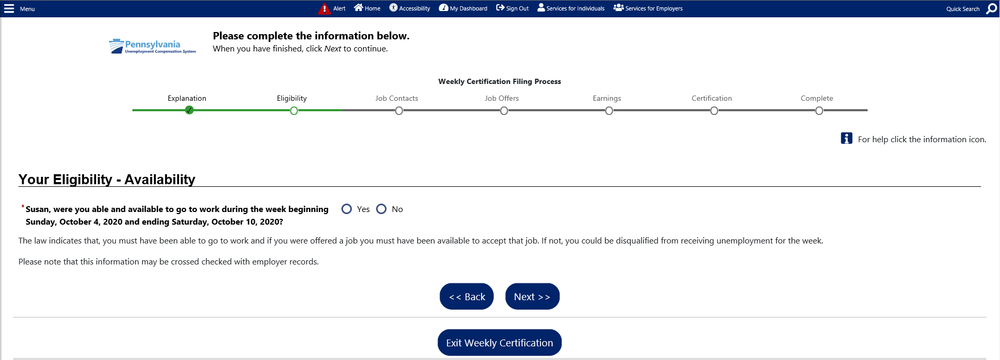 Menu
Alert Home Accessibility My Dashboard Sign Out Services for Individuals Services for Employers
Quick Search
Pennsylvania
Unemployment Compensation System
Please complete the information below.
When you have finished, click Next to continue.
Weekly Certification Filing Process
Explanation Eligibility Job Contacts Job Offers Earnings Certification Complete
For help click the information icon.
Your Eligibility - Availability
* Susan, were you able and available to go to work during the week beginning Yes No
Sunday, October 4, 2020 and ending Saturday, October 10, 2020?
The law indicates that, you must have been able to go to work and if you were offered a job you must have been available to accept that job. If not, you could be disqualified from receiving unemployment for the week.
Please note that this information may be crossed checked with employer records.
<< Back Next >>
Exit Weekly Certification